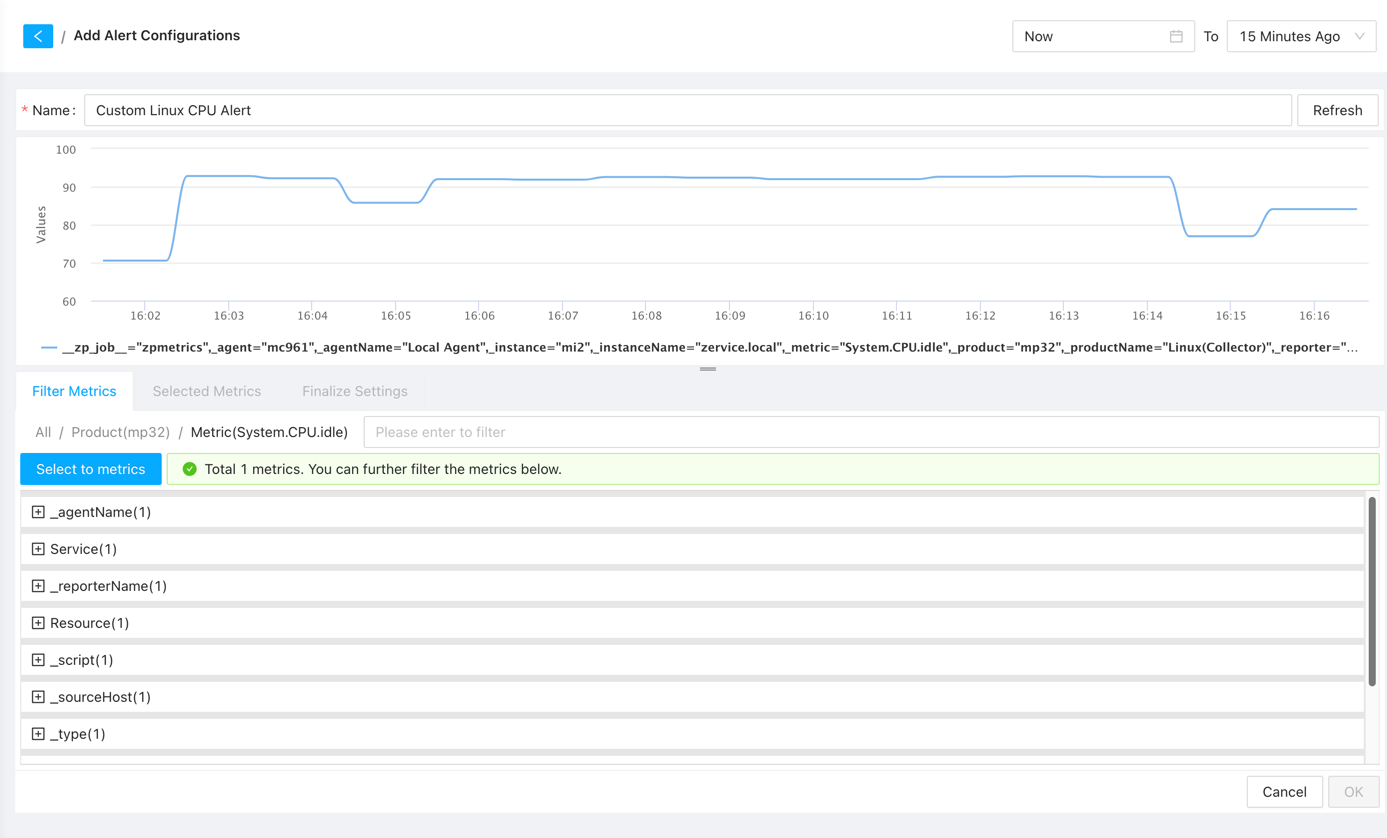 / Add Alert Configurations
Now To 15 Minutes Ago
* Name: Custom Linux CPU Alert Refresh
100
90
80
70
60
Values
16:02 16:03 16:04 16:05 16:06 16:07 16:08 16:09 16:10 16:11 16:12 16:13 16:14 16:15 16:16
__zp_job__="zpmetrics",_agent="mc961",_agentName="Local Agent",_instance="mi2",_instanceName="zervice.local",_metric="System.CPU.idle",_product="mp32",_productName="Linux(Collector)",_reporter="...
Filter Metrics Selected Metrics Finalize Settings
All / Product(mp32) / Metric(System.CPU.idle) Please enter to filter
Select to metrics Total 1 metrics. You can further filter the metrics below.
_agentName(1)
Service(1)
_reporterName(1)
Resource(1)
_script(1)
_sourceHost(1)
_type(1)
Cancel OK